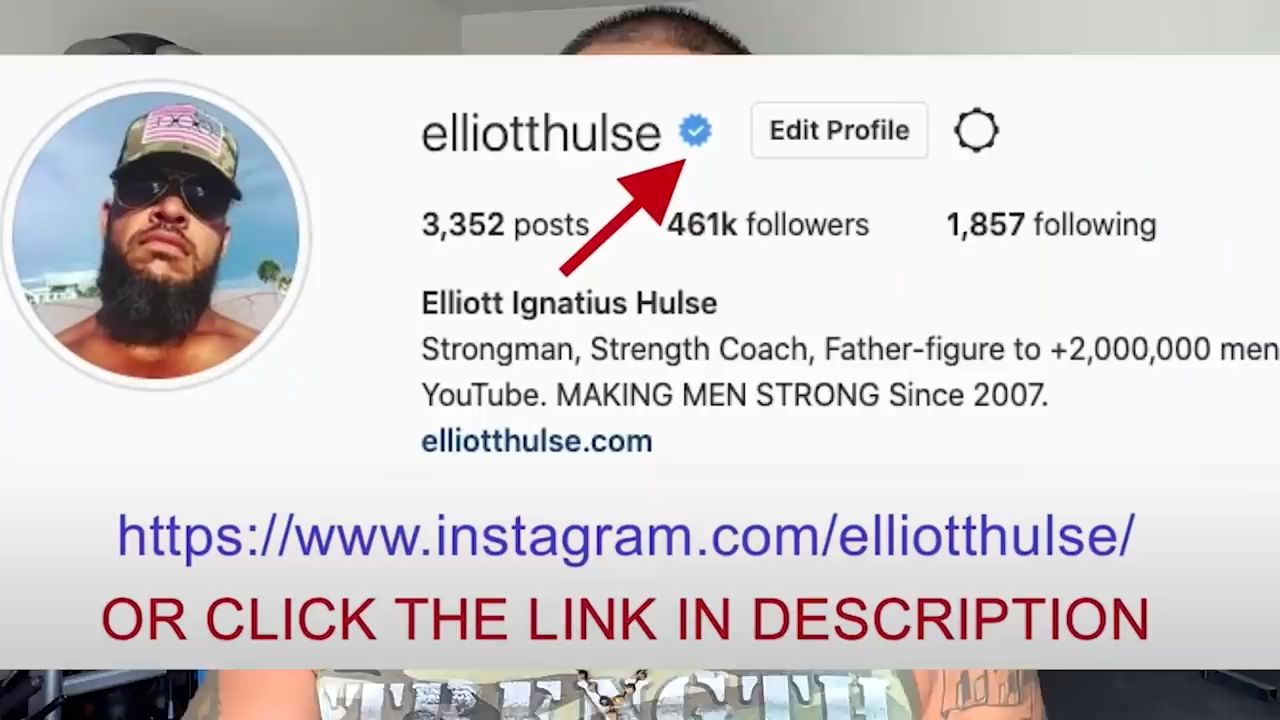 elliotthulse Edit Profile
3,352 posts 461k followers 1,857 following
Elliott Ignatius Hulse
Strongman, Strength Coach, Father-figure to +2,000,000 men
YouTube. MAKING MEN STRONG Since 2007.
elliotthulse.com
https://www.instagram.com/elliotthulse/
OR CLICK THE LINK IN DESCRIPTION